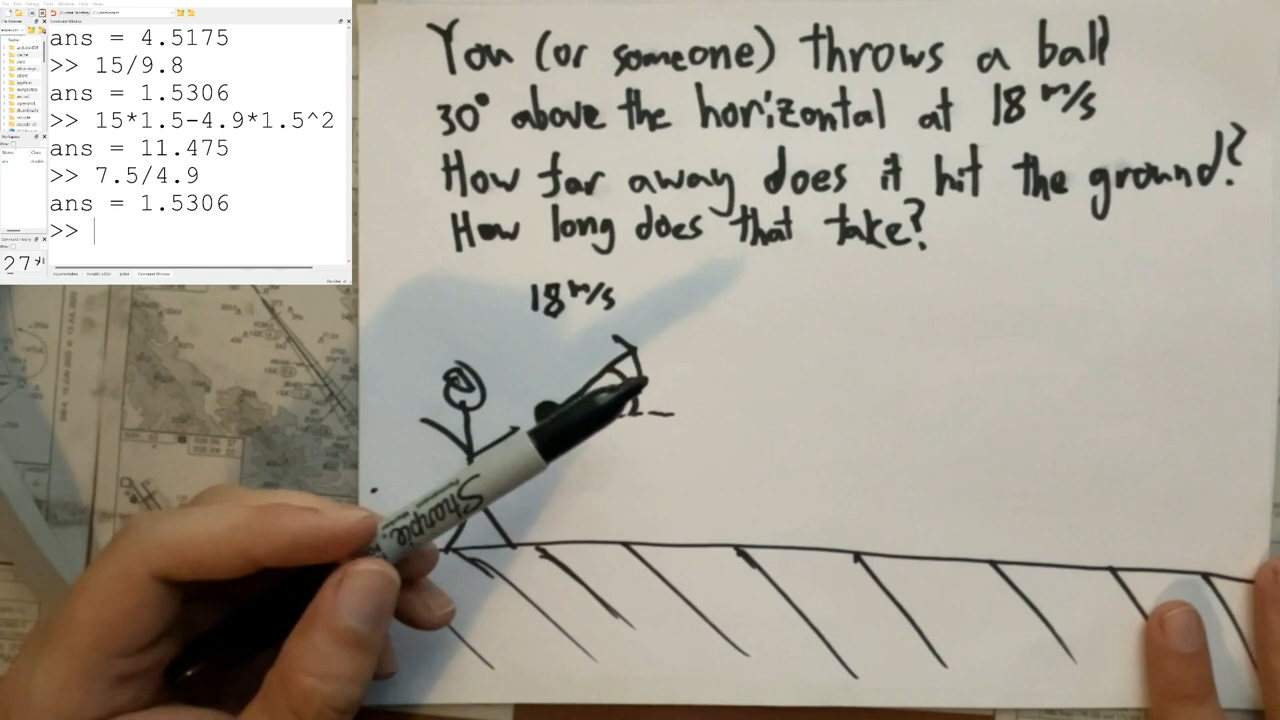 ans = 4.5175
>> 15/9.8
ans = 1.5306
>> 15*1.5-4.9*1.5^2
ans = 11.475
>> 7.5/4.9
ans = 1.5306
>>
You (or someone) throws a ball
30° above the horizontal at 18 m/s
How far away does it hit the ground?
How long does that take?
18 m/s
Sharpie